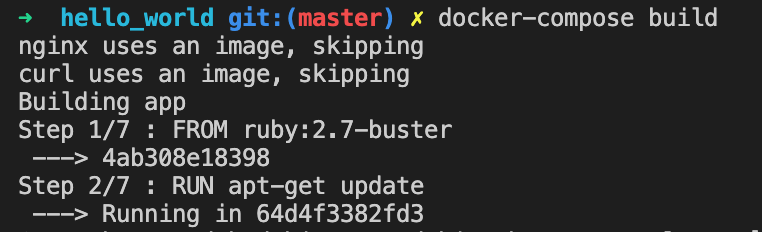 ➜ hello_world git:(master) ✗ docker-compose build
nginx uses an image, skipping
curl uses an image, skipping
Building app
Step 1/7 : FROM ruby:2.7-buster
---> 4ab308e18398
Step 2/7 : RUN apt-get update
---> Running in 64d4f3382fd3